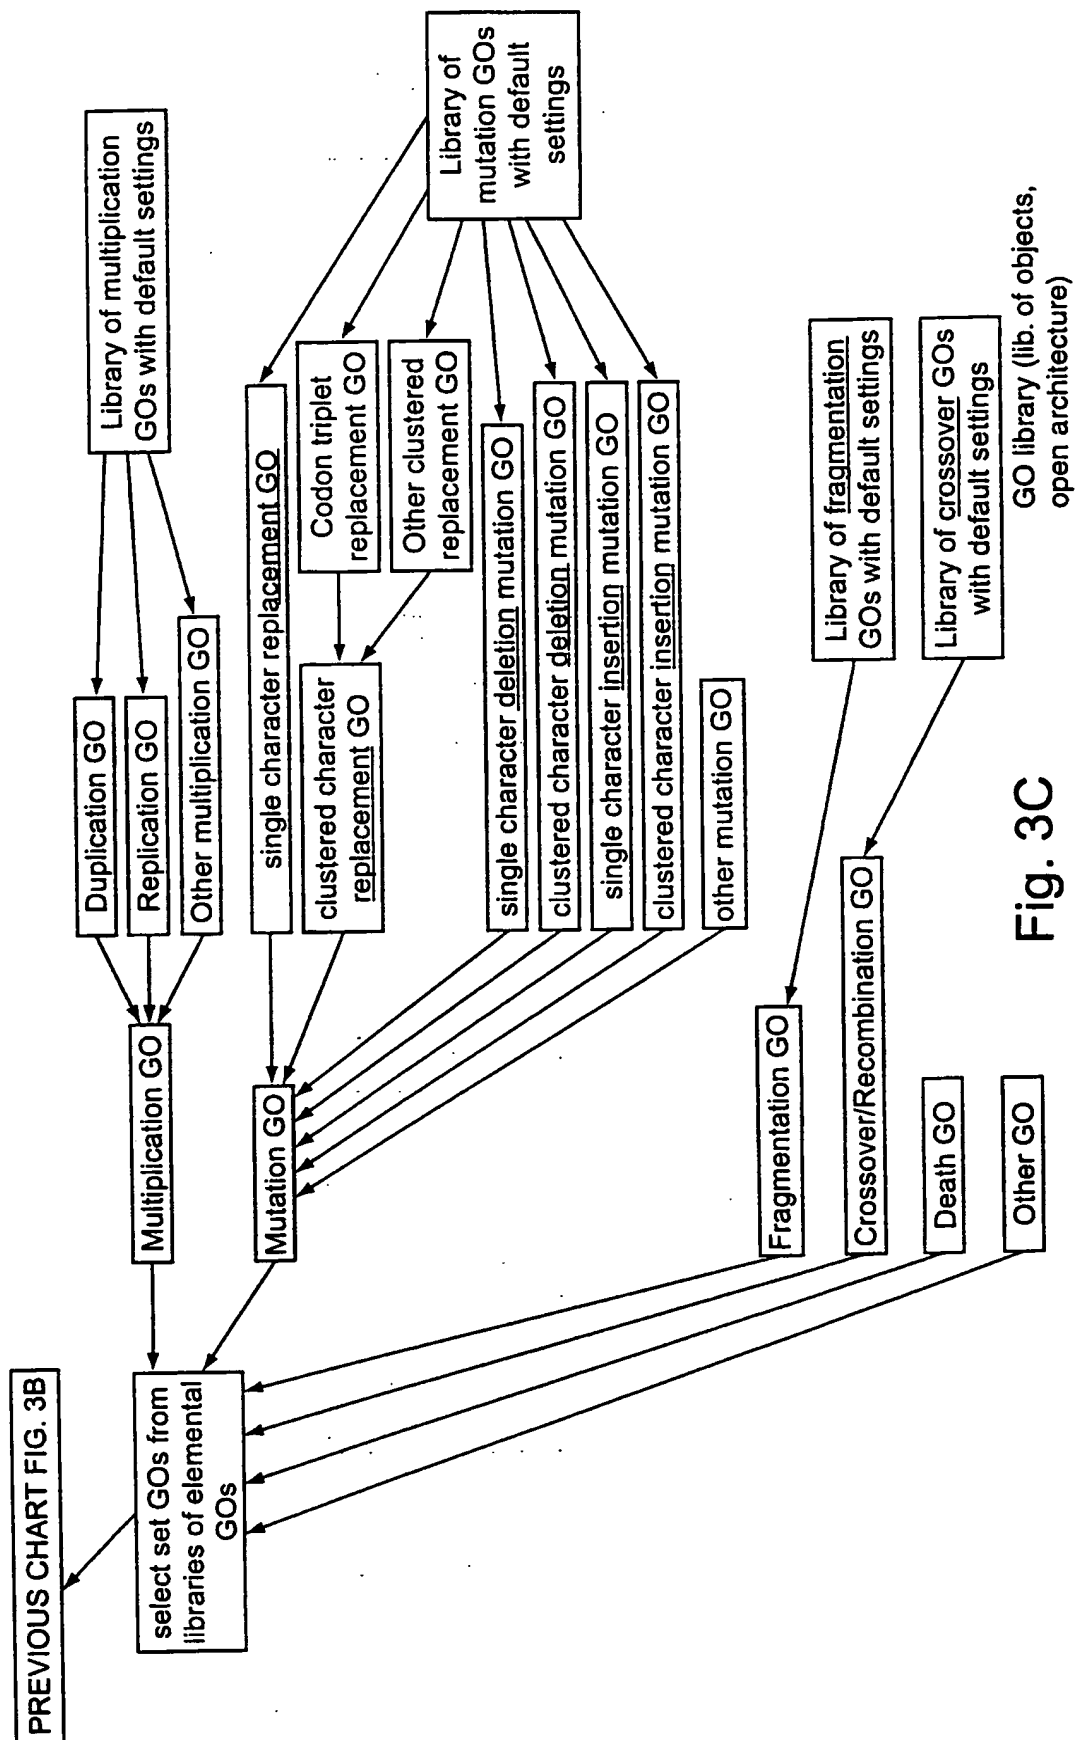 PREVIOUS CHART FIG. 3B
select set GOs from
libraries of elemental
GOs
Multiplication GO
Duplication GO
Replication GO
Other multiplication GO
Library of multiplication
GOs with default settings
Mutation GO
single character replacement GO
clustered character
replacement GO
Codon triplet
replacement GO
Other clustered
replacement GO
single character deletion mutation GO
clustered character deletion mutation GO
single character insertion mutation GO
clustered character insertion mutation GO
other mutation GO
Library of
mutation GOs
with default
settings
Fragmentation GO
Library of fragmentation
GOs with default settings
Crossover/Recombination GO
Library of crossover GOs
with default settings
Death GO
Other GO
GO library (lib. of objects,
open architecture)
Fig. 3C